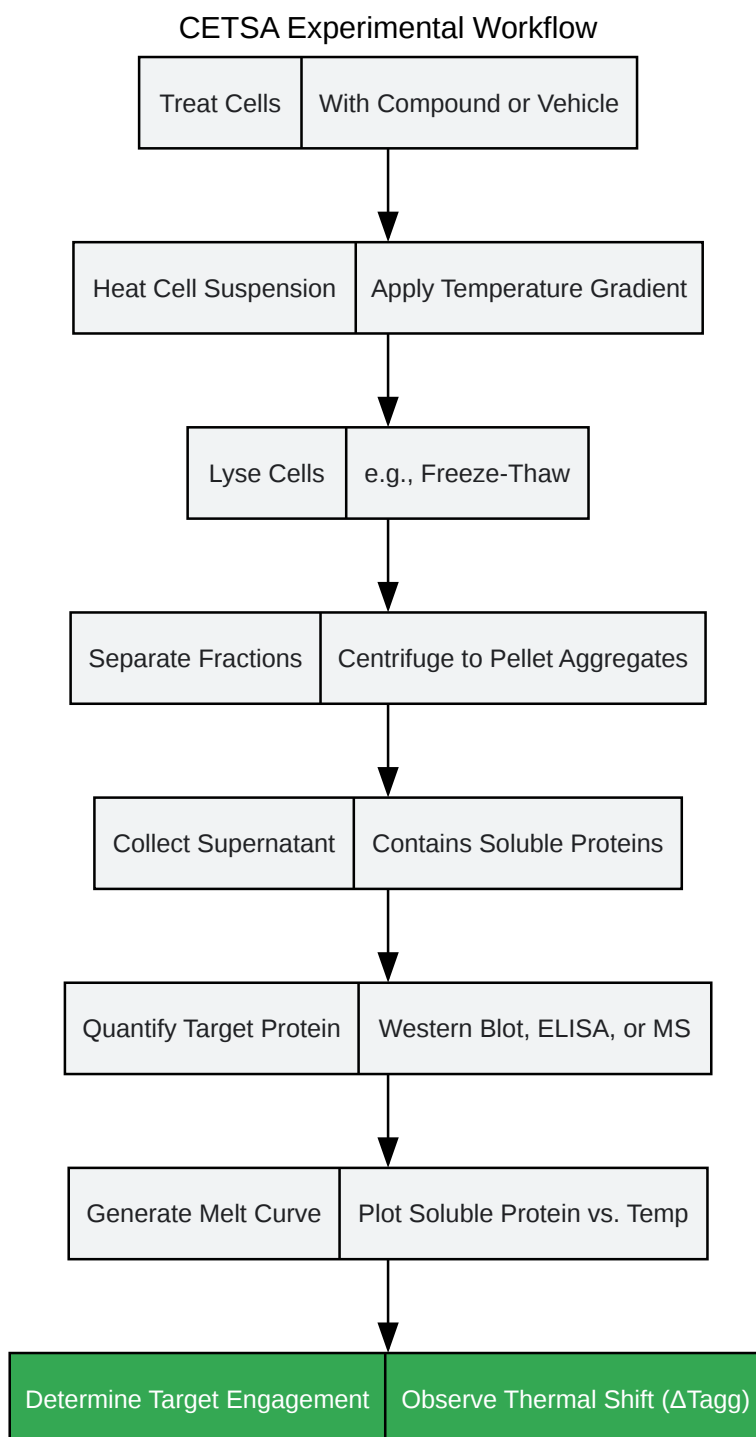 CETSA Experimental Workflow
Treat Cells
With Compound or Vehicle
Heat Cell Suspension
Apply Temperature Gradient
Lyse Cells
e.g., Freeze-Thaw
Separate Fractions
Centrifuge to Pellet Aggregates
Collect Supernatant
Contains Soluble Proteins
Quantify Target Protein
Western Blot, ELISA, or MS
Generate Melt Curve
Plot Soluble Protein vs. Temp
Determine Target Engagement
Observe Thermal Shift (ΔTagg)